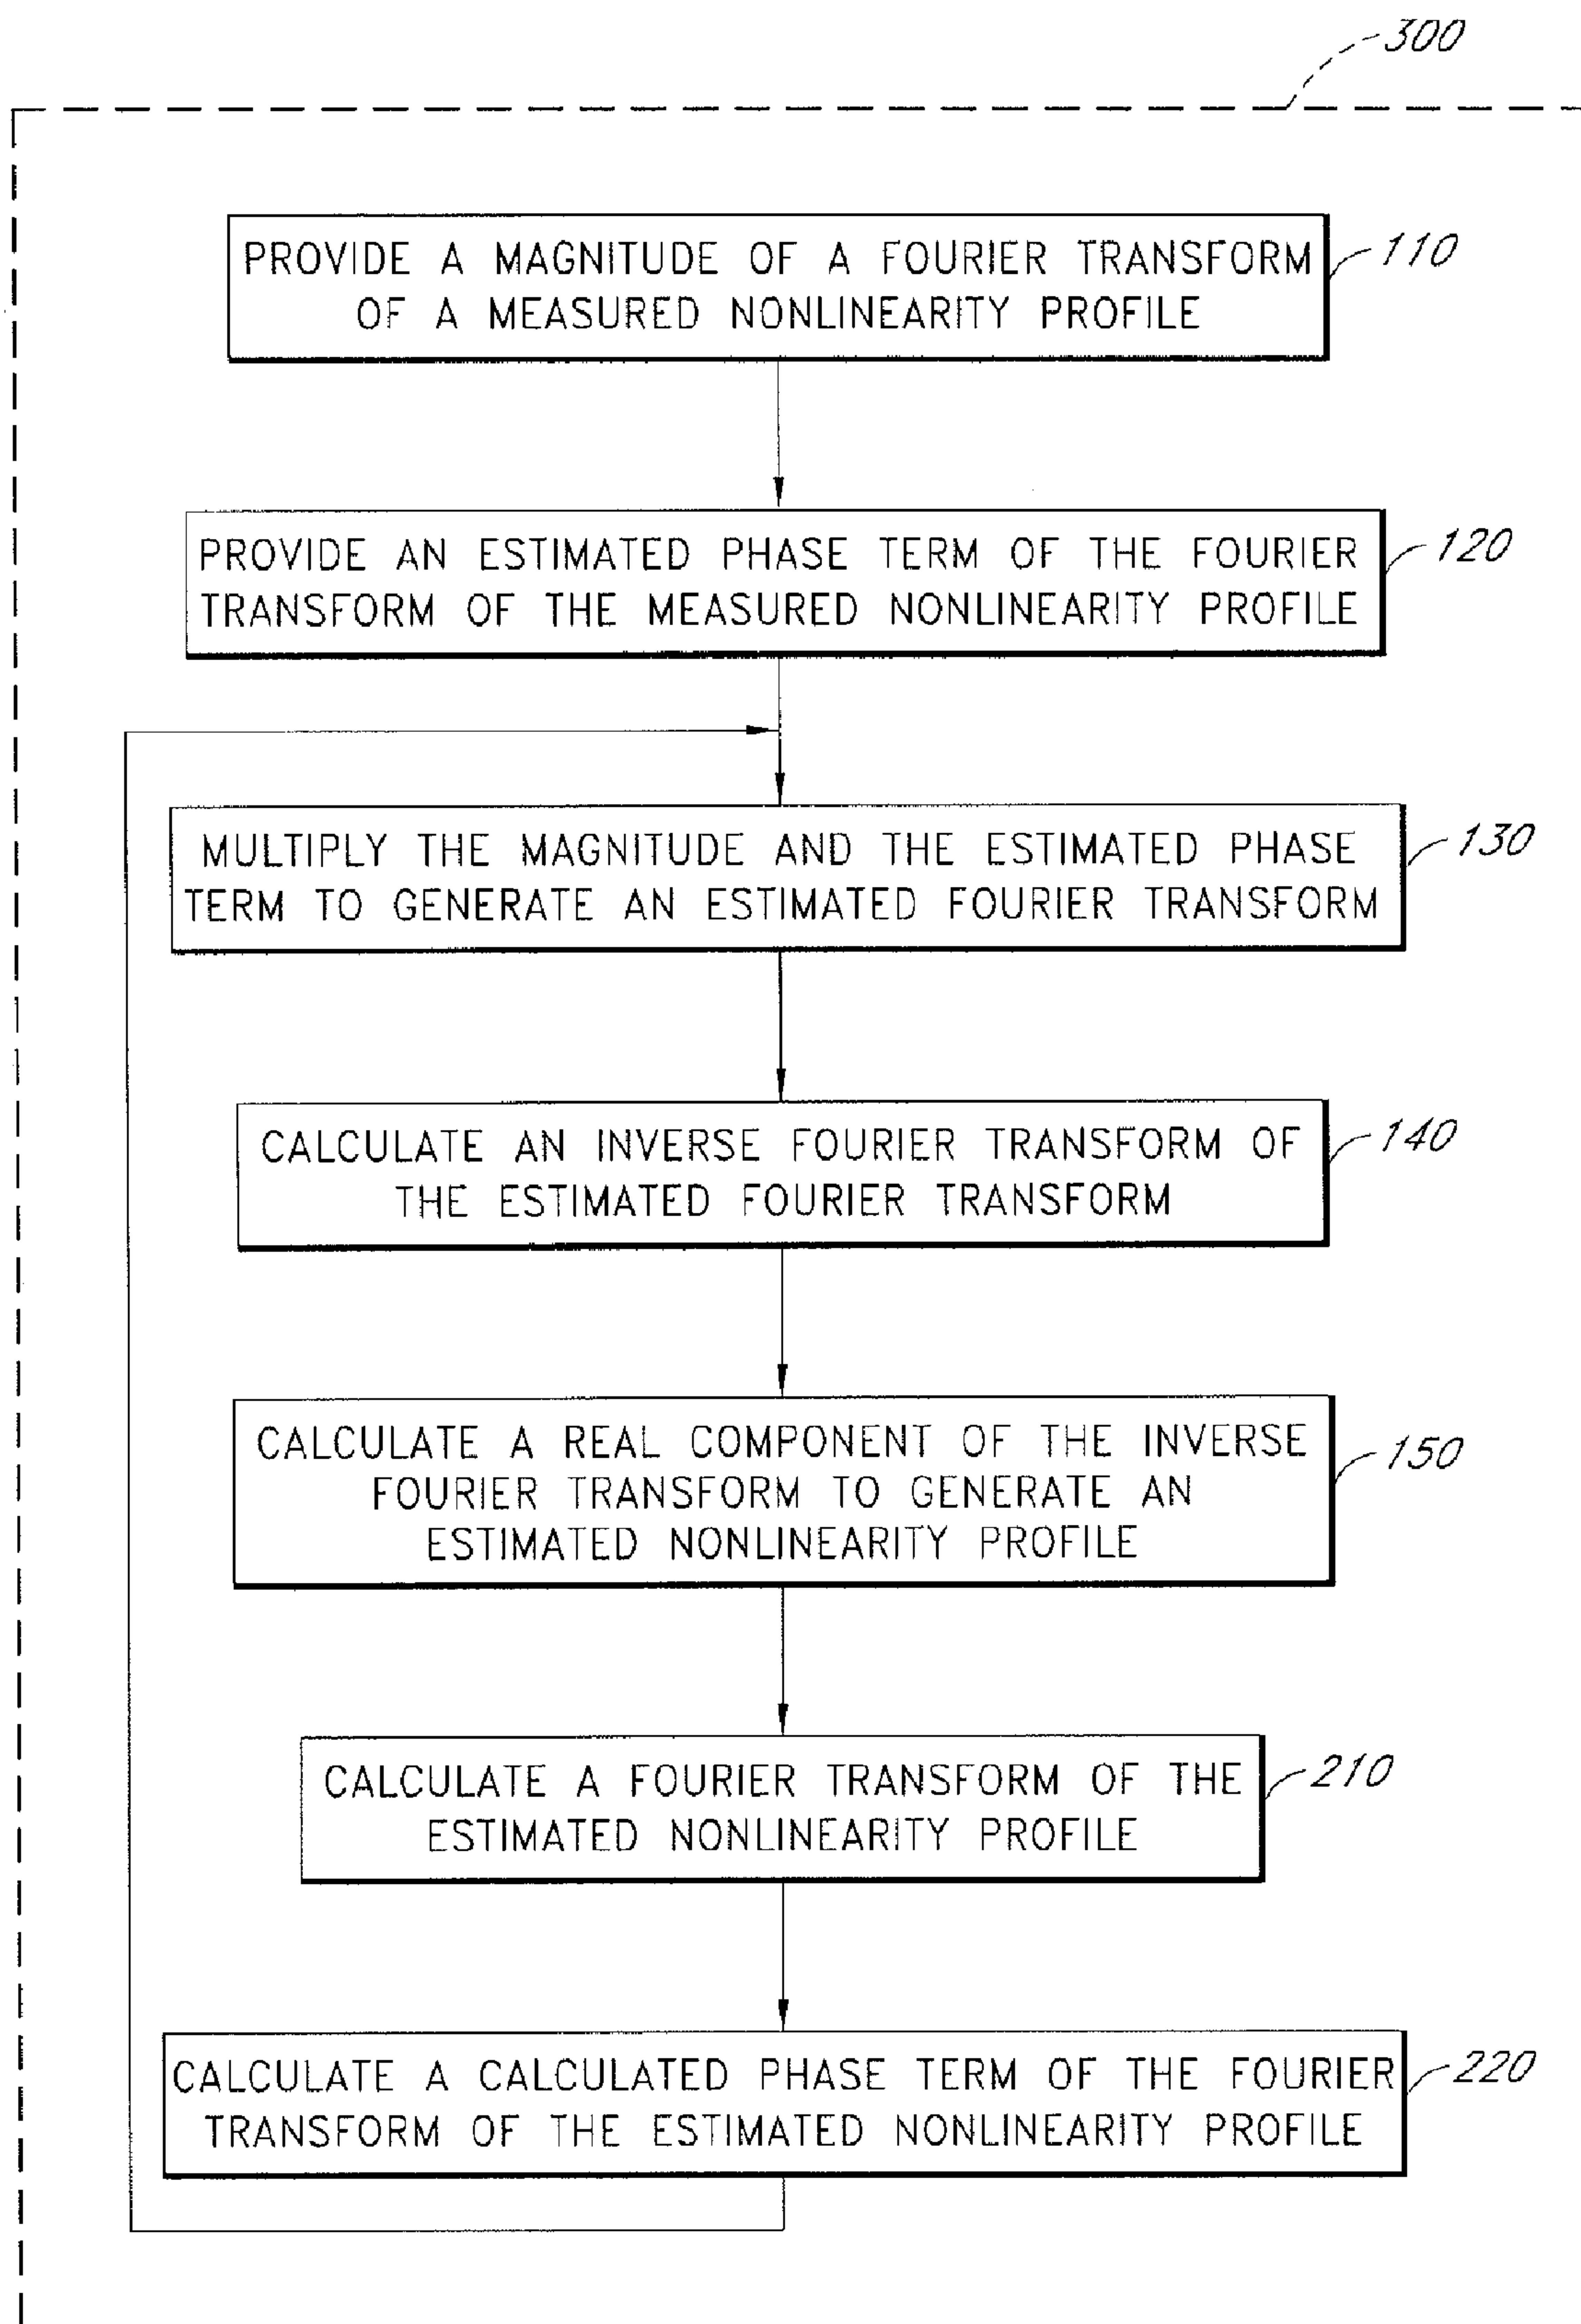 300
PROVIDE A MAGNITUDE OF A FOURIER TRANSFORM
OF A MEASURED NONLINEARITY PROFILE
110
PROVIDE AN ESTIMATED PHASE TERM OF THE FOURIER
TRANSFORM OF THE MEASURED NONLINEARITY PROFILE
120
MULTIPLY THE MAGNITUDE AND THE ESTIMATED PHASE
TERM TO GENERATE AN ESTIMATED FOURIER TRANSFORM
130
CALCULATE AN INVERSE FOURIER TRANSFORM OF
THE ESTIMATED FOURIER TRANSFORM
140
CALCULATE A REAL COMPONENT OF THE INVERSE
FOURIER TRANSFORM TO GENERATE AN
ESTIMATED NONLINEARITY PROFILE
150
CALCULATE A FOURIER TRANSFORM OF THE
ESTIMATED NONLINEARITY PROFILE
210
CALCULATE A CALCULATED PHASE TERM OF THE FOURIER
TRANSFORM OF THE ESTIMATED NONLINEARITY PROFILE
220